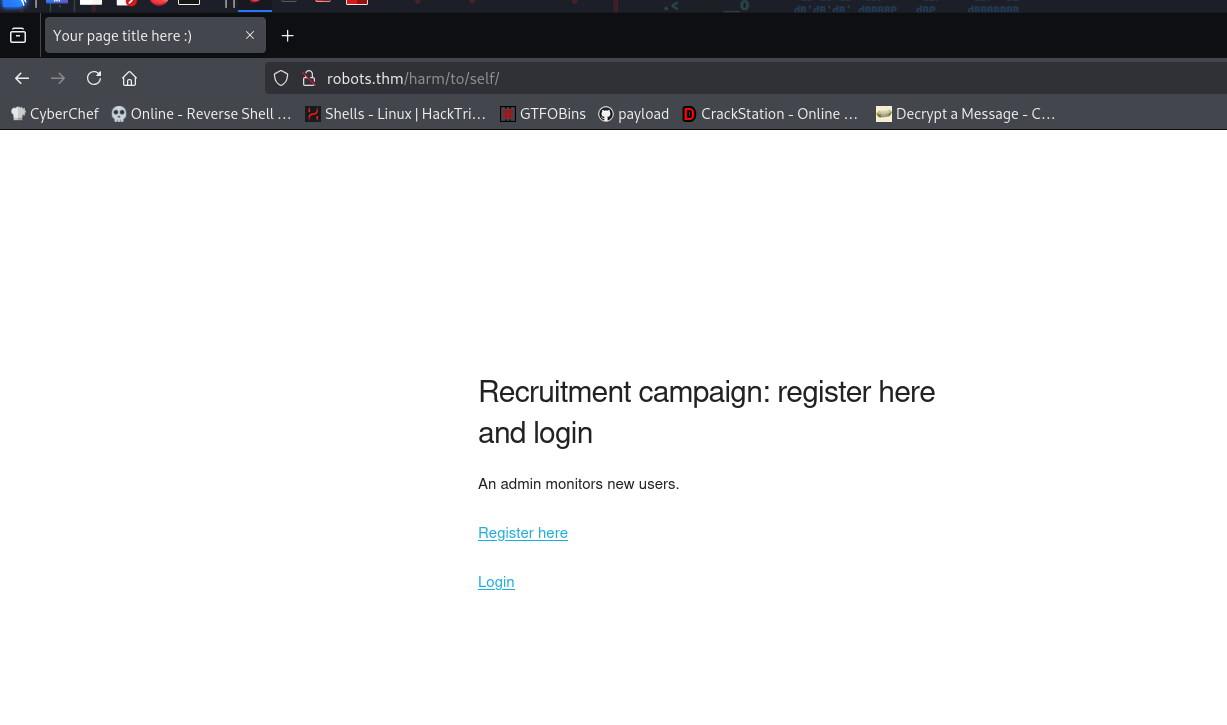 Your page title here :)
robots.thm/harm/to/self/
CyberChef Online - Reverse Shell … Shells - Linux | HackTri… GTFOBins payload CrackStation - Online … Decrypt a Message - C…
Recruitment campaign: register here
and login
An admin monitors new users.
Register here
Login